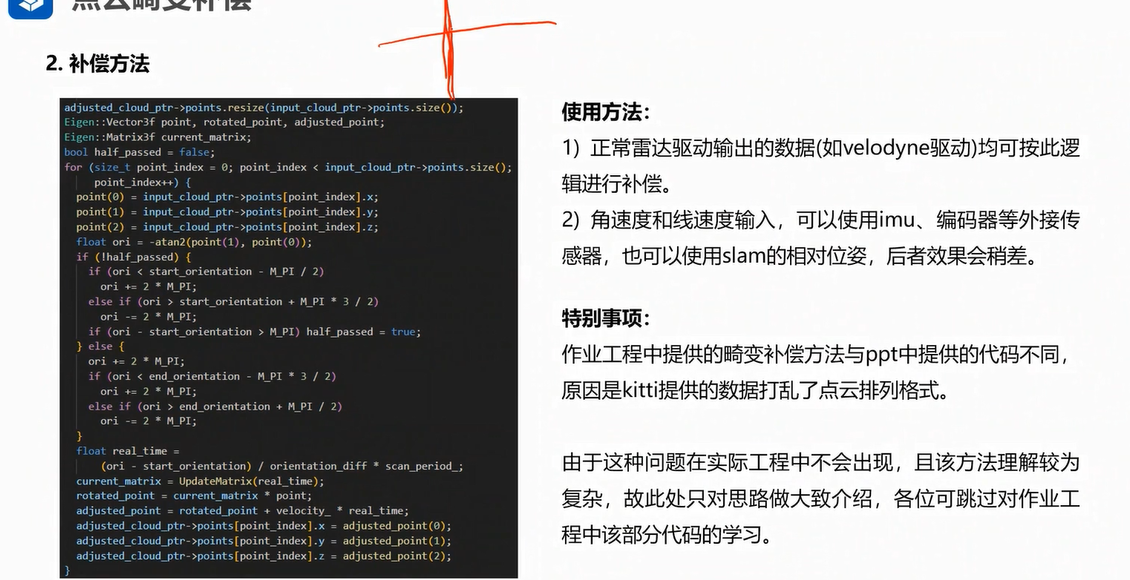 点云畸变补偿
2. 补偿方法
adjusted_cloud_ptr->points.resize(input_cloud_ptr->points.size());
Eigen::Vector3f point, rotated_point, adjusted_point;
Eigen::Matrix3f current_matrix;
bool half_passed = false;
for (size_t point_index = 0; point_index < input_cloud_ptr->points.size();
point_index++) {
point(0) = input_cloud_ptr->points[point_index].x;
point(1) = input_cloud_ptr->points[point_index].y;
point(2) = input_cloud_ptr->points[point_index].z;
float ori = -atan2(point(1), point(0));
if (!half_passed) {
if (ori < start_orientation - M_PI / 2)
ori += 2 * M_PI;
else if (ori > start_orientation + M_PI * 3 / 2)
ori -= 2 * M_PI;
if (ori - start_orientation > M_PI) half_passed = true;
} else {
ori += 2 * M_PI;
if (ori < end_orientation - M_PI * 3 / 2)
ori += 2 * M_PI;
else if (ori > end_orientation + M_PI / 2)
ori -= 2 * M_PI;
}
float real_time =
(ori - start_orientation) / orientation_diff * scan_period_;
current_matrix = UpdateMatrix(real_time);
rotated_point = current_matrix * point;
adjusted_point = rotated_point + velocity_ * real_time;
adjusted_cloud_ptr->points[point_index].x = adjusted_point(0);
adjusted_cloud_ptr->points[point_index].y = adjusted_point(1);
adjusted_cloud_ptr->points[point_index].z = adjusted_point(2);
}
使用方法：
1）正常雷达驱动输出的数据(如velodyne驱动)均可按此逻
辑进行补偿。
2）角速度和线速度输入，可以使用imu、编码器等外接传
感器，也可以使用slam的相对位姿，后者效果会稍差。
特别事项：
作业工程中提供的畸变补偿方法与ppt中提供的代码不同，
原因是kitti提供的数据打乱了点云排列格式。
由于这种问题在实际工程中不会出现，且该方法理解较为
复杂，故此处只对思路做大致介绍，各位可跳过对作业工
程中该部分代码的学习。